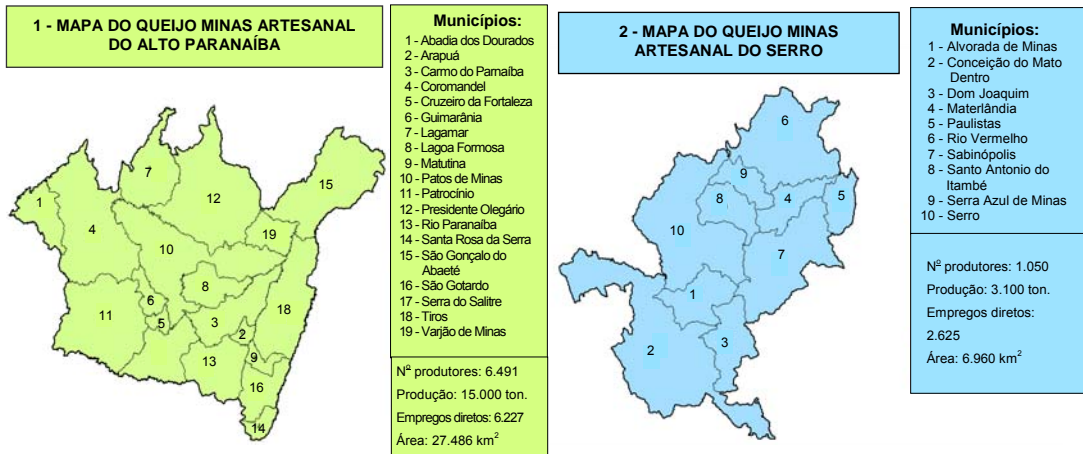 1 - MAPA DO QUEIJO MINAS ARTESANAL
DO ALTO PARANAÍBA
Municípios:
1 - Abadia dos Dourados
2 - Arapuá
3 - Carmo do Parnaíba
4 - Coromandel
5 - Cruzeiro da Fortaleza
6 - Guimarânia
7 - Lagamar
8 - Lagoa Formosa
9 - Matutina
10 - Patos de Minas
11 - Patrocínio
12 - Presidente Olegário
13 - Rio Paranaíba
14 - Santa Rosa da Serra
15 - São Gonçalo do
Abaeté
16 - São Gotardo
17 - Serra do Salitre
18 - Tiros
19 - Varjão de Minas
Nº produtores: 6.491
Produção: 15.000 ton.
Empregos diretos: 6.227
Área: 27.486 km²
7
15
1
12
4
19
10
8
18
6
11
5
3
2
9
13
16
14
2 - MAPA DO QUEIJO MINAS
ARTESANAL DO SERRO
Municípios:
1 - Alvorada de Minas
2 - Conceição do Mato
Dentro
3 - Dom Joaquim
4 - Materlândia
5 - Paulistas
6 - Rio Vermelho
7 - Sabinópolis
8 - Santo Antonio do
Itambé
9 - Serra Azul de Minas
10 - Serro
Nº produtores: 1.050
Produção: 3.100 ton.
Empregos diretos:
2.625
Área: 6.960 km²
6
9
8
4
5
10
7
1
2
3